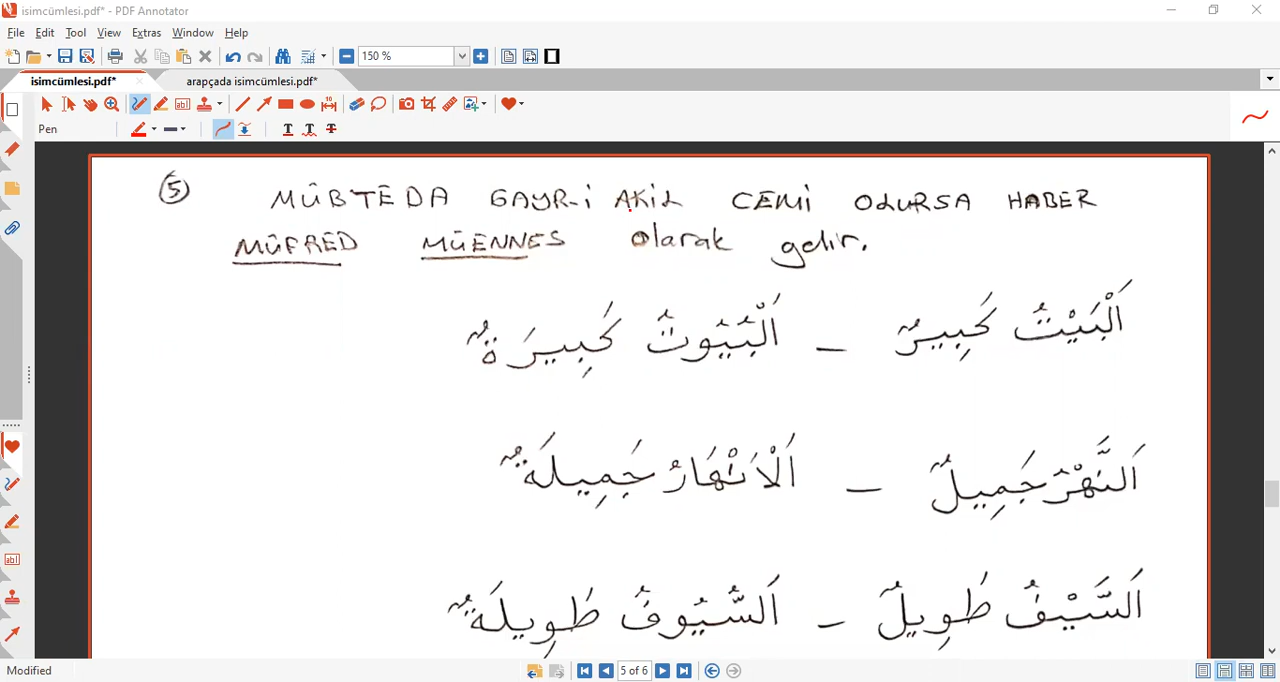 isimcümlesi.pdf* - PDF Annotator
File Edit Tool View Extras Window Help
150 %
isimcümlesi.pdf* arapçada isimcümlesi.pdf*
Pen
5 MÜBTEDA GAYR-i AKİL CEMİ OLURSA HABER
MÜFRED MÜENNES olarak gelir.
اَلْبَيْتُ كَبِيرٌ – اَلْبُيُوتُ كَبِيرَةٌ
اَلنَّهْرُ جَمِيلٌ – اَلْاَنْهَارُ جَمِيلَةٌ
اَلسَّيْفُ طَوِيلٌ – اَلسُّيُوفُ طَوِيلَةٌ
Modified 5 of 6